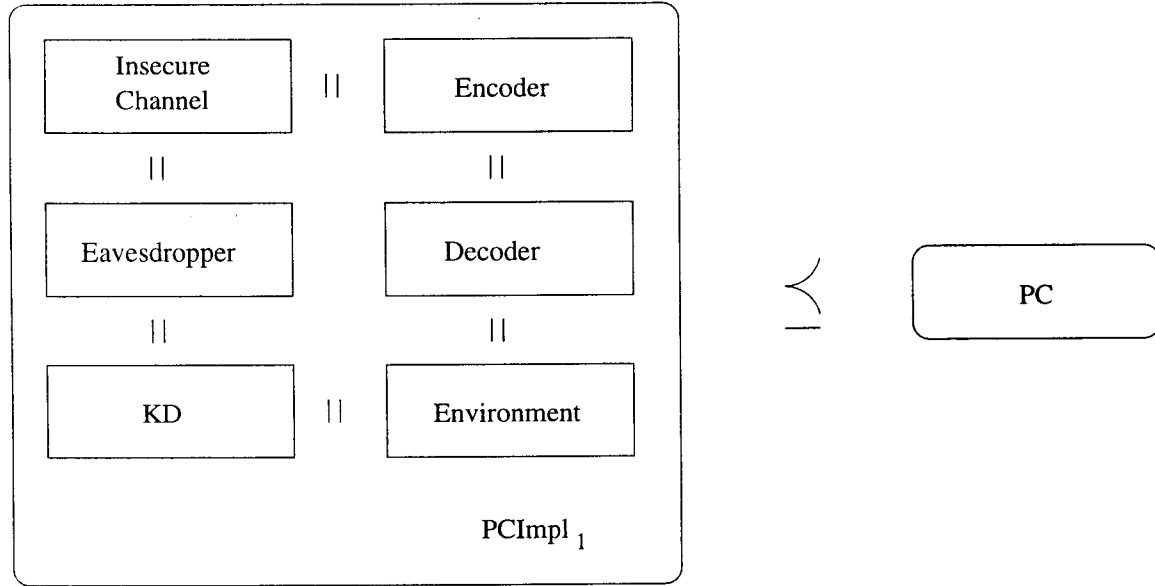 Insecure
Channel
||
Encoder
||
||
Eavesdropper
Decoder
||
||
KD
||
Environment
PCImpl 1
⪯
PC